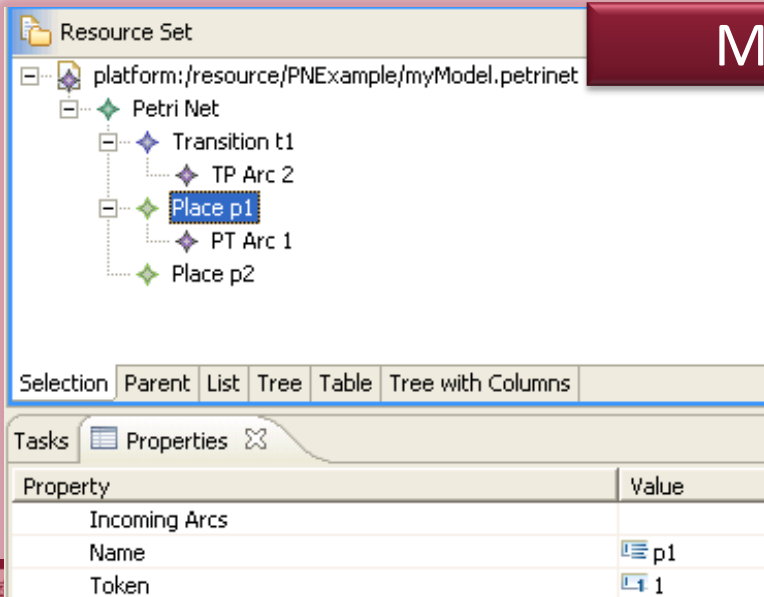 Resource Set
M
platform:/resource/PNExample/myModel.petrinet
Petri Net
Transition t1
TP Arc 2
Place p1
PT Arc 1
Place p2
Selection Parent List Tree Table Tree with Columns
Tasks Properties
Property Value
Incoming Arcs
Name p1
Token 1